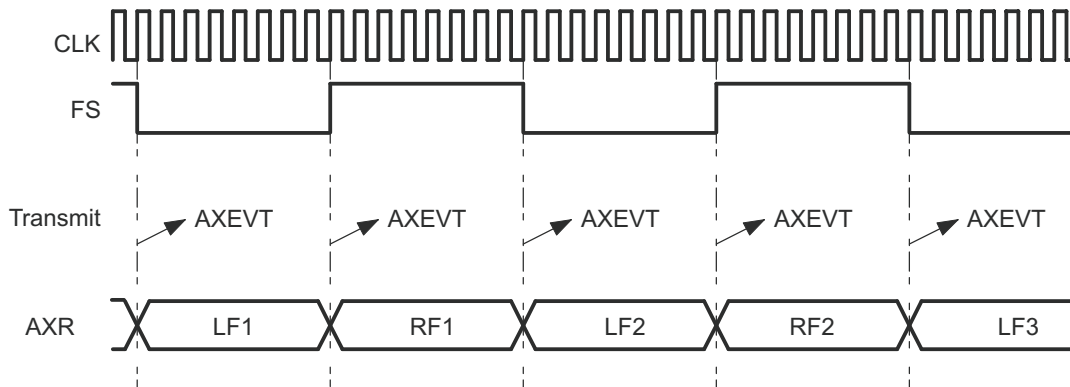 CLK
FS
Transmit AXEVT AXEVT AXEVT AXEVT AXEVT
AXR LF1 RF1 LF2 RF2 LF3